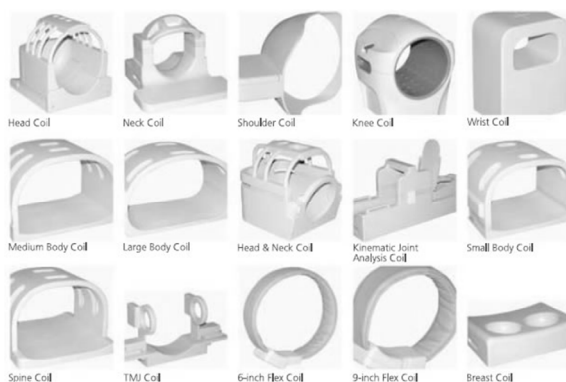 Head Coil
Neck Coil
Shoulder Coil
Knee Coil
Wrist Coil
Medium Body Coil
Large Body Coil
Head & Neck Coil
Kinematic Joint
Analysis Coil
Small Body Coil
Spine Coil
TMJ Coil
6-inch Flex Coil
9-inch Flex Coil
Breast Coil